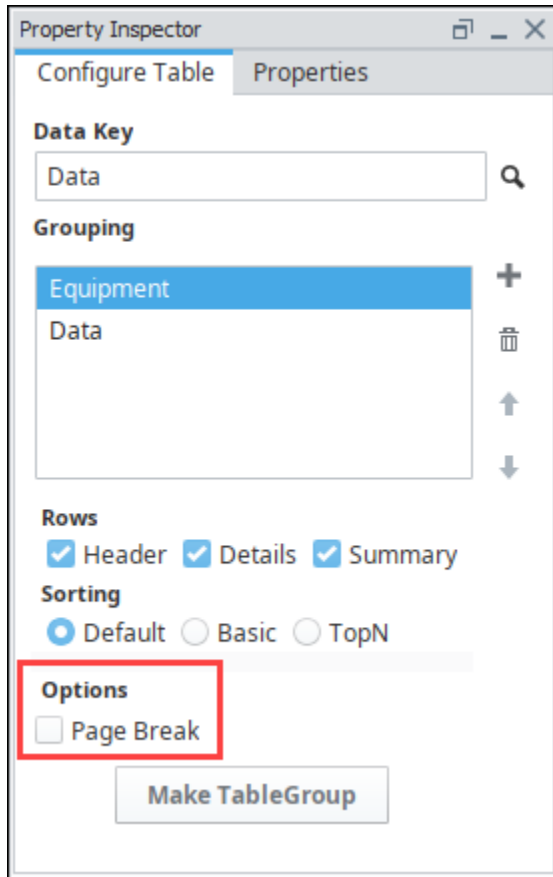 Property Inspector
Configure Table Properties
Data Key
Data
Grouping
Equipment
Data
Rows
Header Details Summary
Sorting
Default Basic TopN
Options
Page Break
Make TableGroup